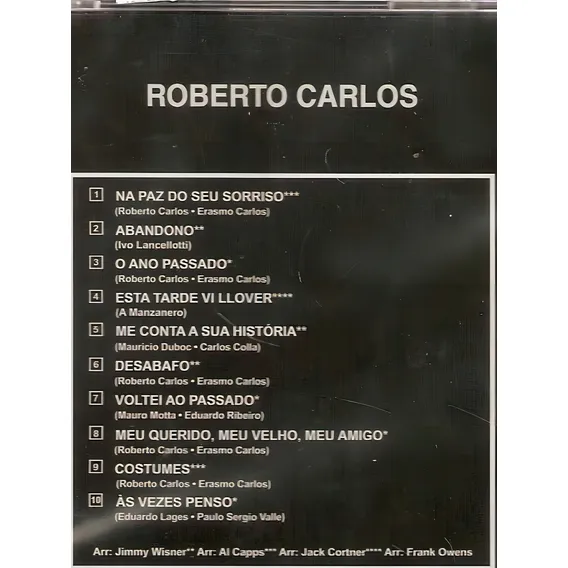 ROBERTO CARLOS
1 NA PAZ DO SEU SORRISO***
(Roberto Carlos • Erasmo Carlos)
2 ABANDONO**
(Ivo Lancellotti)
3 O ANO PASSADO*
(Roberto Carlos • Erasmo Carlos)
4 ESTA TARDE VI LLOVER****
(A Manzanero)
5 ME CONTA A SUA HISTÓRIA**
(Mauricio Duboc • Carlos Colla)
6 DESABAFO**
(Roberto Carlos • Erasmo Carlos)
7 VOLTEI AO PASSADO*
(Mauro Motta • Eduardo Ribeiro)
8 MEU QUERIDO, MEU VELHO, MEU AMIGO*
(Roberto Carlos • Erasmo Carlos)
9 COSTUMES***
(Roberto Carlos • Erasmo Carlos)
10 ÀS VEZES PENSO*
(Eduardo Lages • Paulo Sergio Valle)
Arr: Jimmy Wisner** Arr: Al Capps*** Arr: Jack Cortner**** Arr: Frank Owens